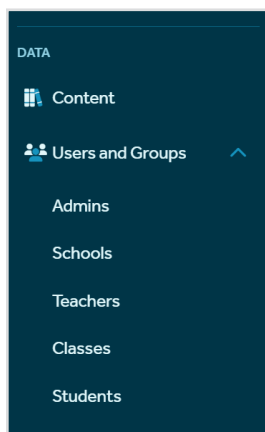 DATA
Content
Users and Groups
Admins
Schools
Teachers
Classes
Students